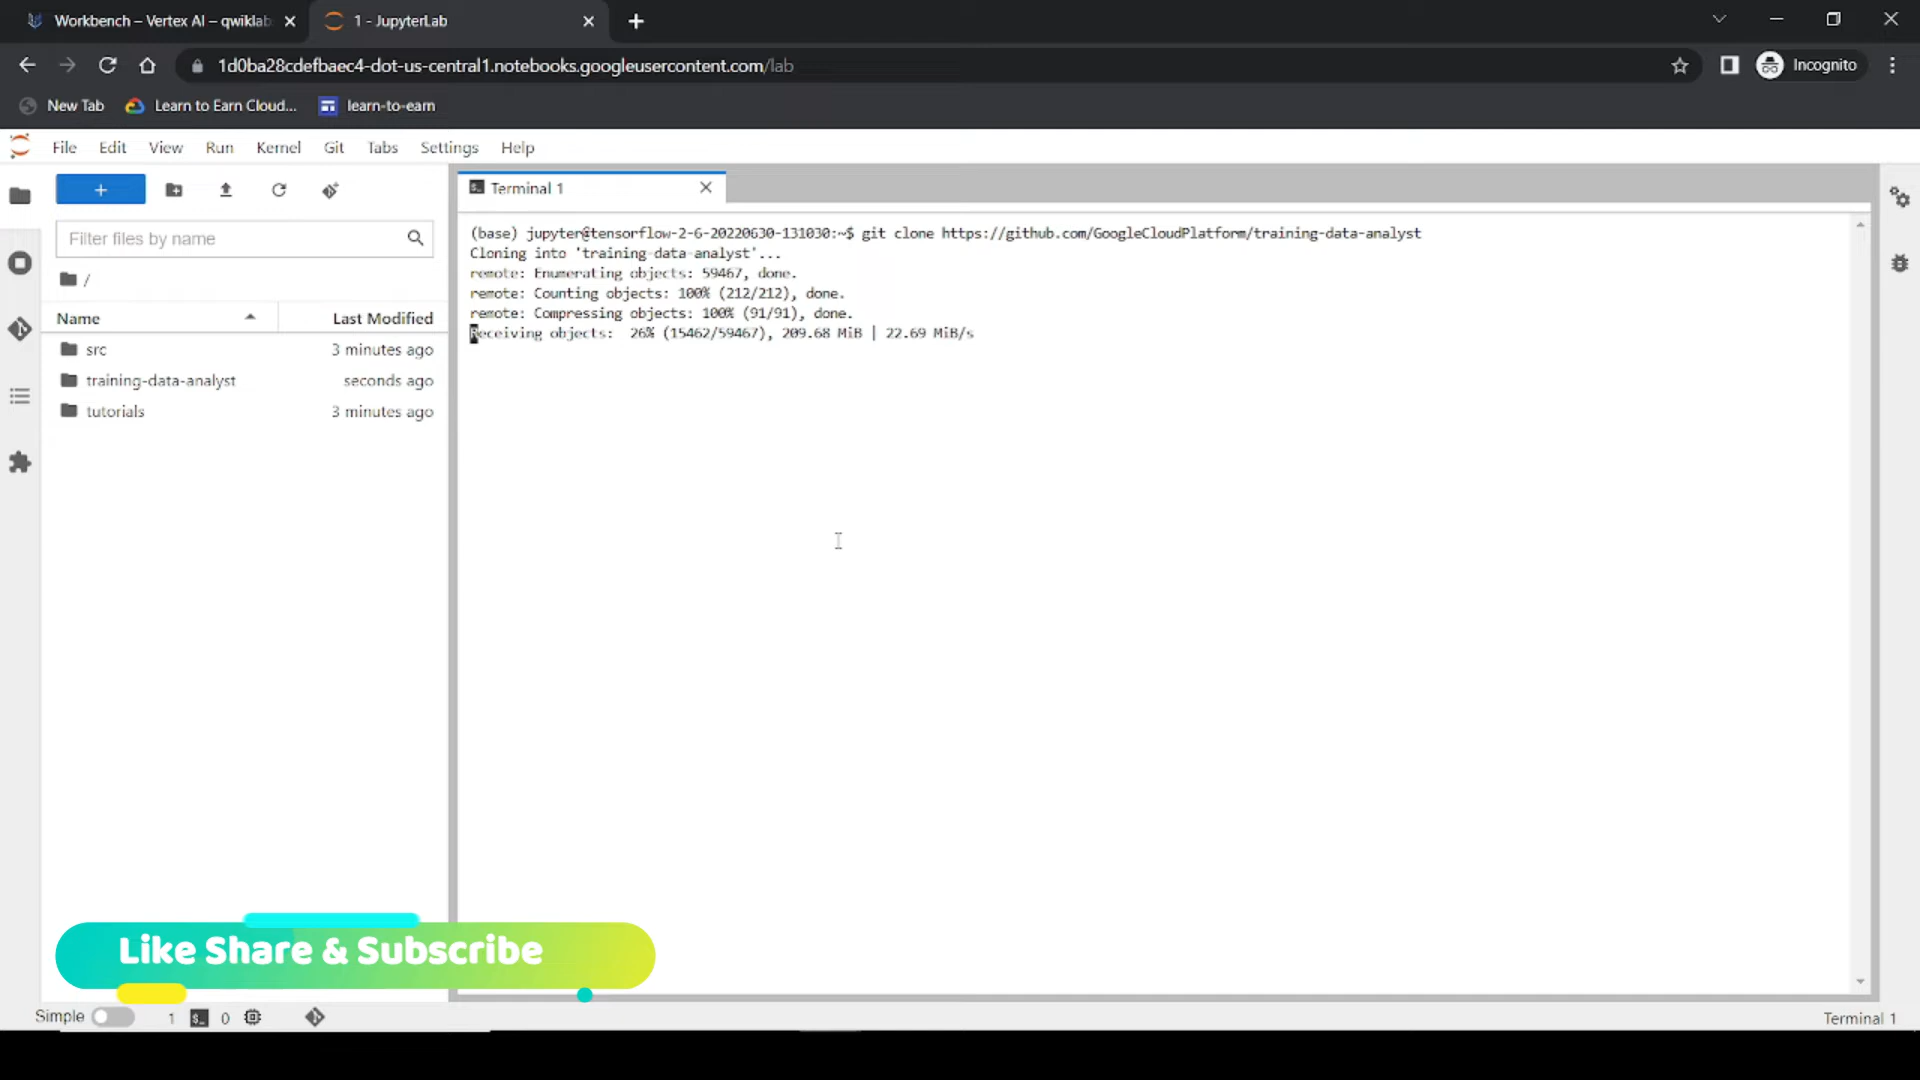 Workbench – Vertex AI – qwiklab
1 - JupyterLab
1d0ba28cdefbaec4-dot-us-central1.notebooks.googleusercontent.com/lab
Incognito
New Tab
Learn to Earn Cloud...
learn-to-earn
File Edit View Run Kernel Git Tabs Settings Help
Terminal 1
Filter files by name
/
Name Last Modified
src 3 minutes ago
training-data-analyst seconds ago
tutorials 3 minutes ago
(base) jupyter@tensorflow-2-6-20220630-131030:~$ git clone https://github.com/GoogleCloudPlatform/training-data-analyst
Cloning into 'training-data-analyst'...
remote: Enumerating objects: 59467, done.
remote: Counting objects: 100% (212/212), done.
remote: Compressing objects: 100% (91/91), done.
Receiving objects:  26% (15462/59467), 209.68 MiB | 22.69 MiB/s
Like Share & Subscribe
Simple 1 $_ 0
Terminal 1